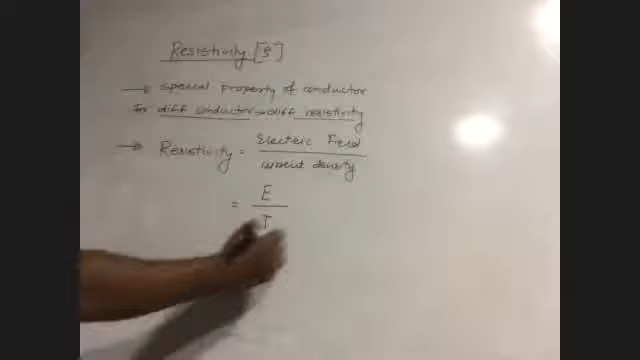 Resistivity [ρ]
→ special Property of conductor
for diff conductor → diff resistivity
→ Resistivity = Electric Field / current density
= E / J